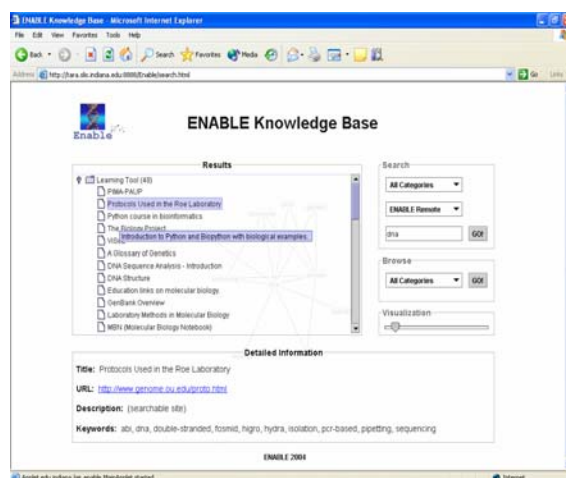 ENABLE Knowledge Base - Microsoft Internet Explorer
File Edit View Favorites Tools Help
Back Search Favorites Media
Address http://tara.slis.indiana.edu:8886/Enable/search.html Go Links
Enable
ENABLE Knowledge Base
Results
Learning Tool (43)
PIMA-PAUP
Protocols Used in the Roe Laboratory
Python course in bioinformatics
The Biology Project
Introduction to Python and Biopython with biological examples.
A Glossary of Genetics
DNA Sequence Analysis - Introduction
DNA Structure
Education links on molecular biology
GenBank Overview
Laboratory Methods in Molecular Biology
MBN (Molecular Biology Notebook)
Search
All Categories
ENABLE Remote
dna GO!
Browse
All Categories GO!
Visualization
Detailed Information
Title: Protocols Used in the Roe Laboratory
URL: http://www.genome.ou.edu/proto.html
Description: (searchable site)
Keywords: abi, dna, double-stranded, fosmid, higro, hydra, isolation, pcr-based, pipetting, sequencing
ENABLE 2004
Internet